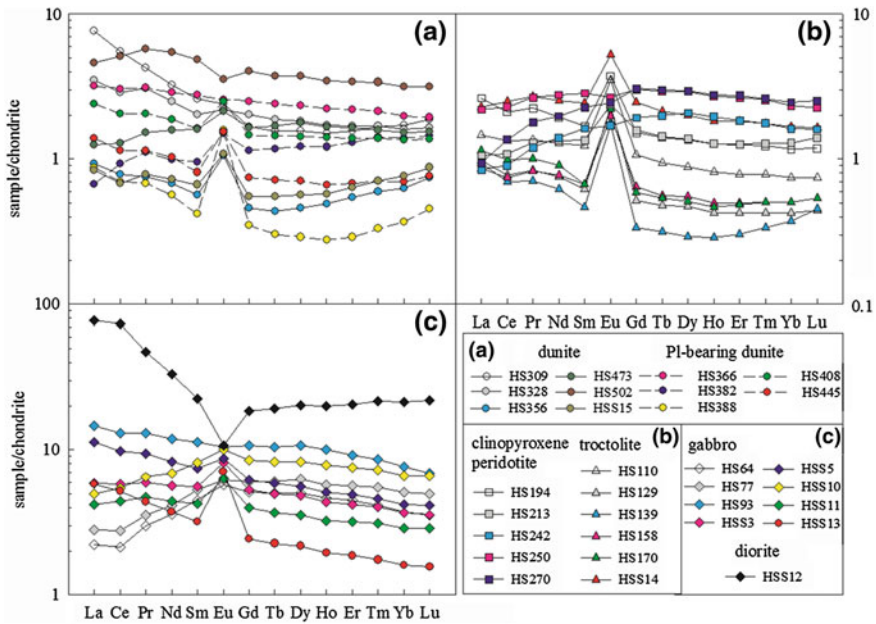 10
(a)
sample/chondrite
1
100
(b)
10
1
0.1
La Ce Pr Nd Sm Eu Gd Tb Dy Ho Er Tm Yb Lu
(c)
sample/chondrite
10
1
La Ce Pr Nd Sm Eu Gd Tb Dy Ho Er Tm Yb Lu
(a)
dunite
Pl-bearing dunite
HS309 HS473 HS366 HS408
HS328 HS502 HS382 HS445
HS356 HSS15 HS388
clinopyroxene peridotite
troctolite
(b)
HS194
HS213
HS242
HS250
HS270
HS110
HS129
HS139
HS158
HS170
HSS14
gabbro
(c)
HS64 HSS5
HS77 HSS10
HS93 HSS11
HSS3 HSS13
diorite
HSS12